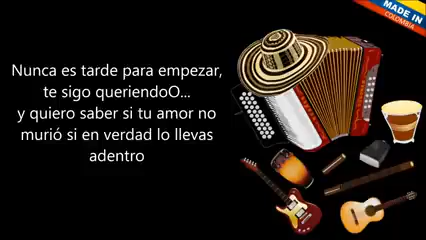 MADE IN
COLOMBIA
Nunca es tarde para empezar,
te sigo queriendoO...
y quiero saber si tu amor no
murió si en verdad lo llevas
adentro